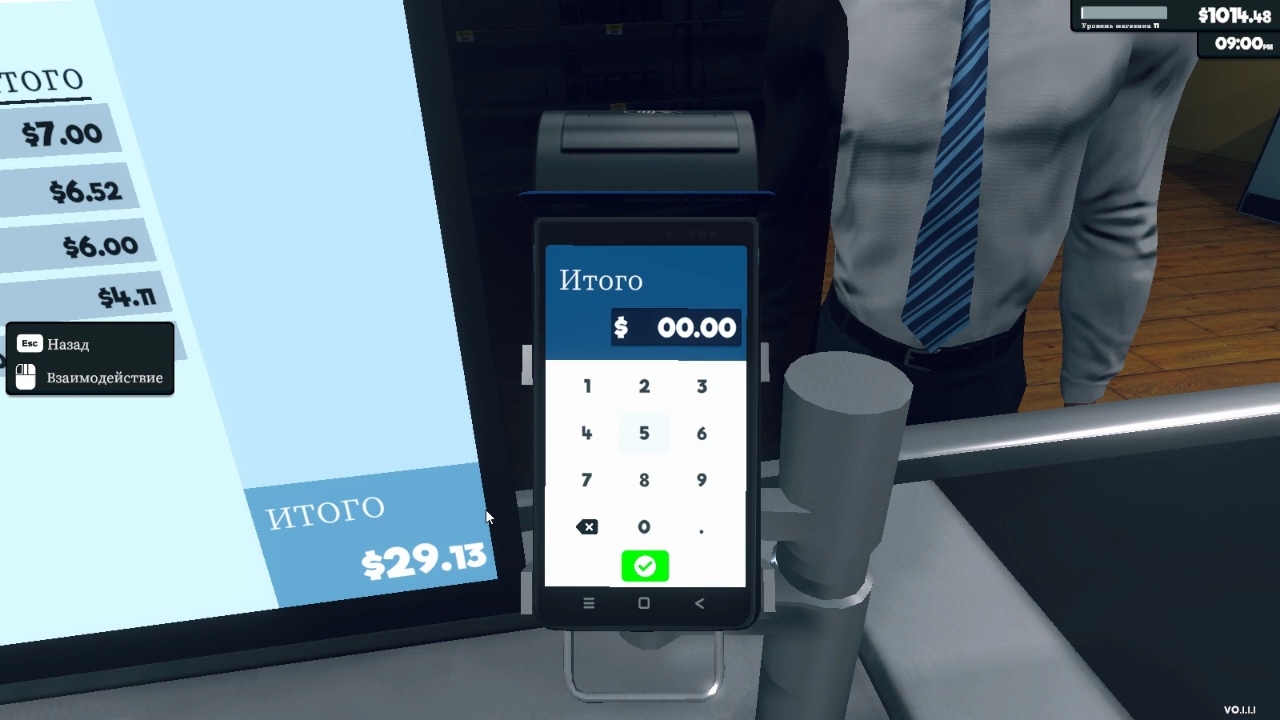 $1014.48
Уровень магазина 11
09:00PM
ИТОГО
$7.00
$6.52
$6.00
$4.11
Esc Назад
Взаимодействие
ИТОГО
$29.13
Итого
$ 00.00
1 2 3
4 5 6
7 8 9
0 .
V0.1.1.1